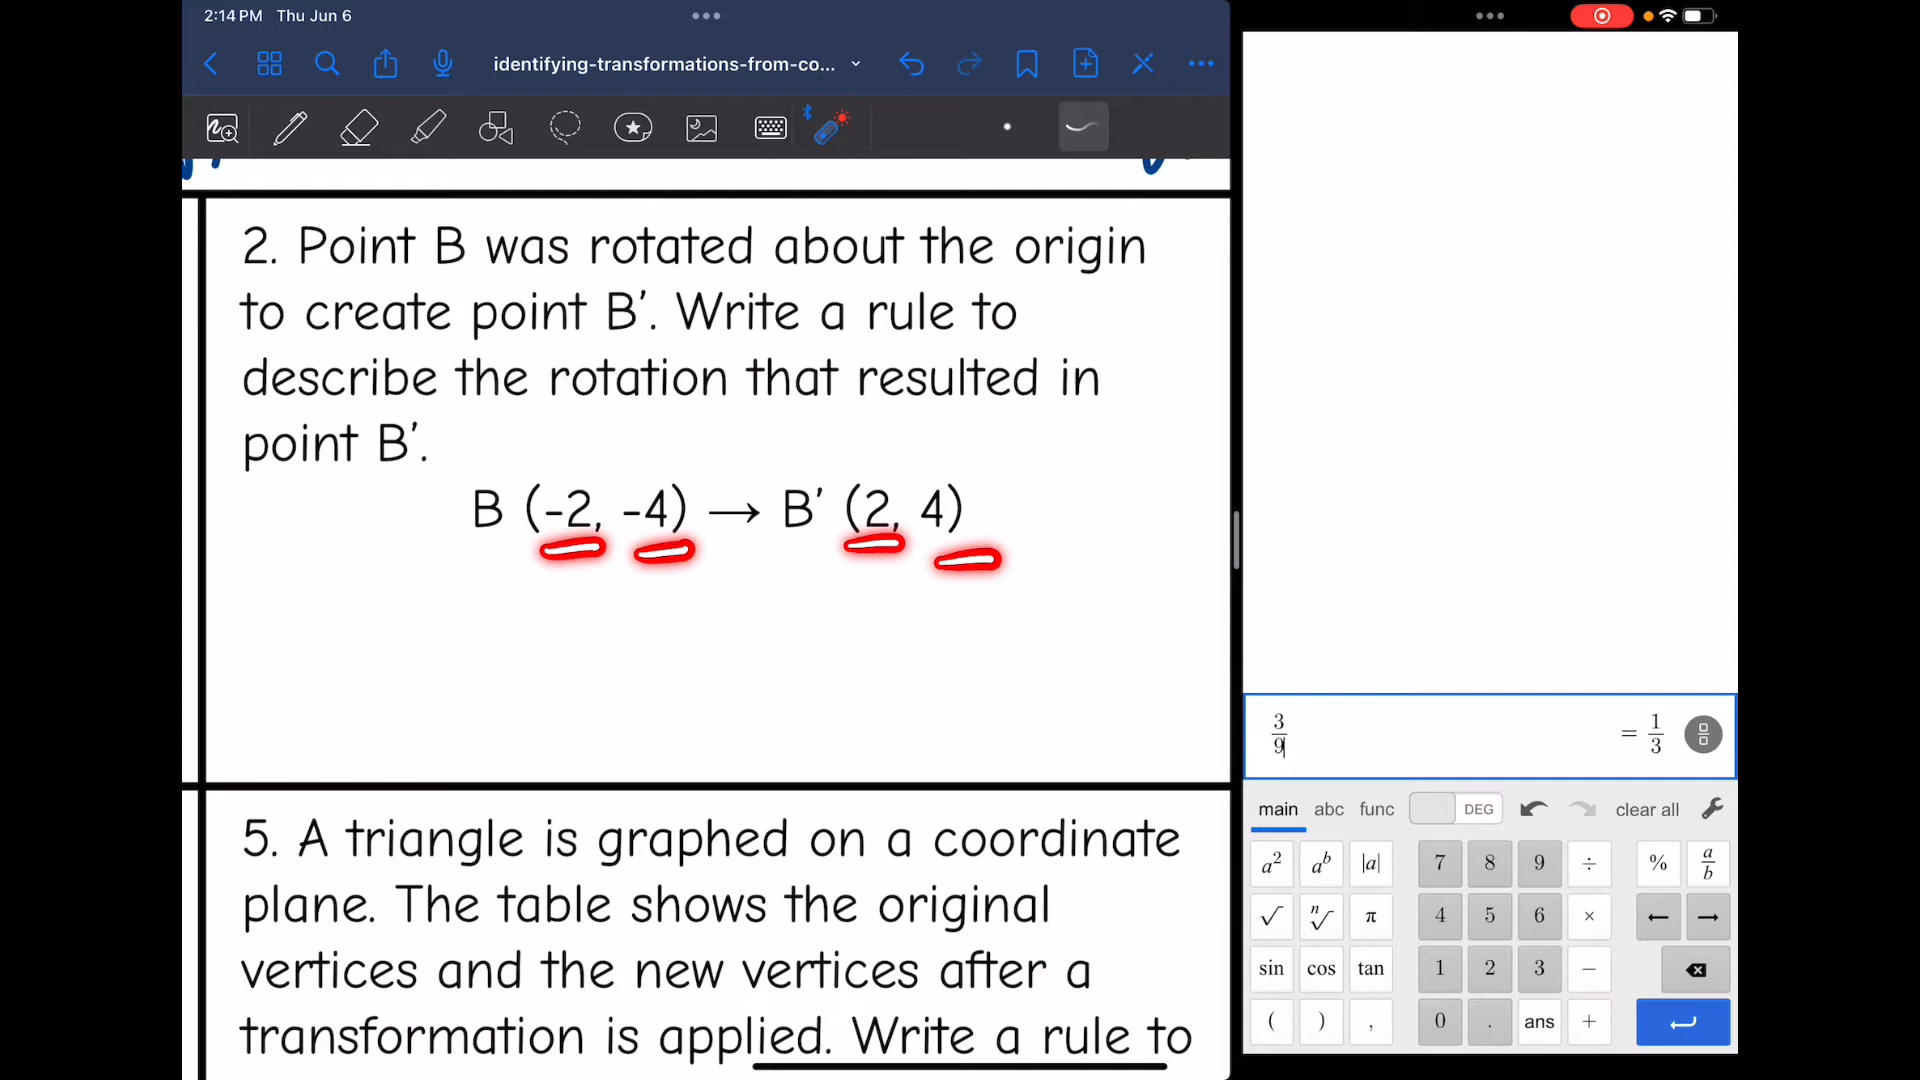 2:14 PM Thu Jun 6
identifying-transformations-from-co...
2. Point B was rotated about the origin
to create point B'. Write a rule to
describe the rotation that resulted in
point B'.
B (-2, -4) → B' (2, 4)
5. A triangle is graphed on a coordinate
plane. The table shows the original
vertices and the new vertices after a
transformation is applied. Write a rule to
3/9 = 1/3
main abc func DEG clear all
a² aᵇ |a| 7 8 9 ÷ % a/b
√ ⁿ√ π 4 5 6 × ← →
sin cos tan 1 2 3 −
( ) , 0 . ans +